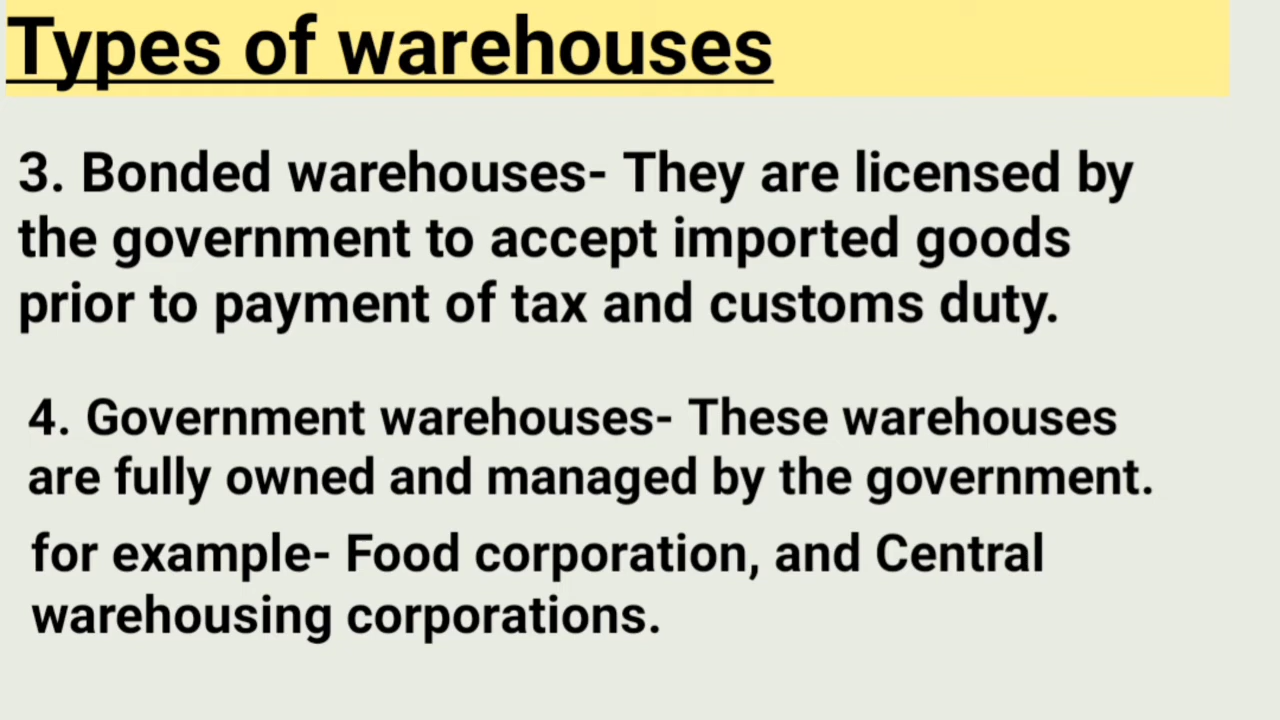 Types of warehouses
3. Bonded warehouses- They are licensed by
the government to accept imported goods
prior to payment of tax and customs duty.
4. Government warehouses- These warehouses
are fully owned and managed by the government.
for example- Food corporation, and Central
warehousing corporations.